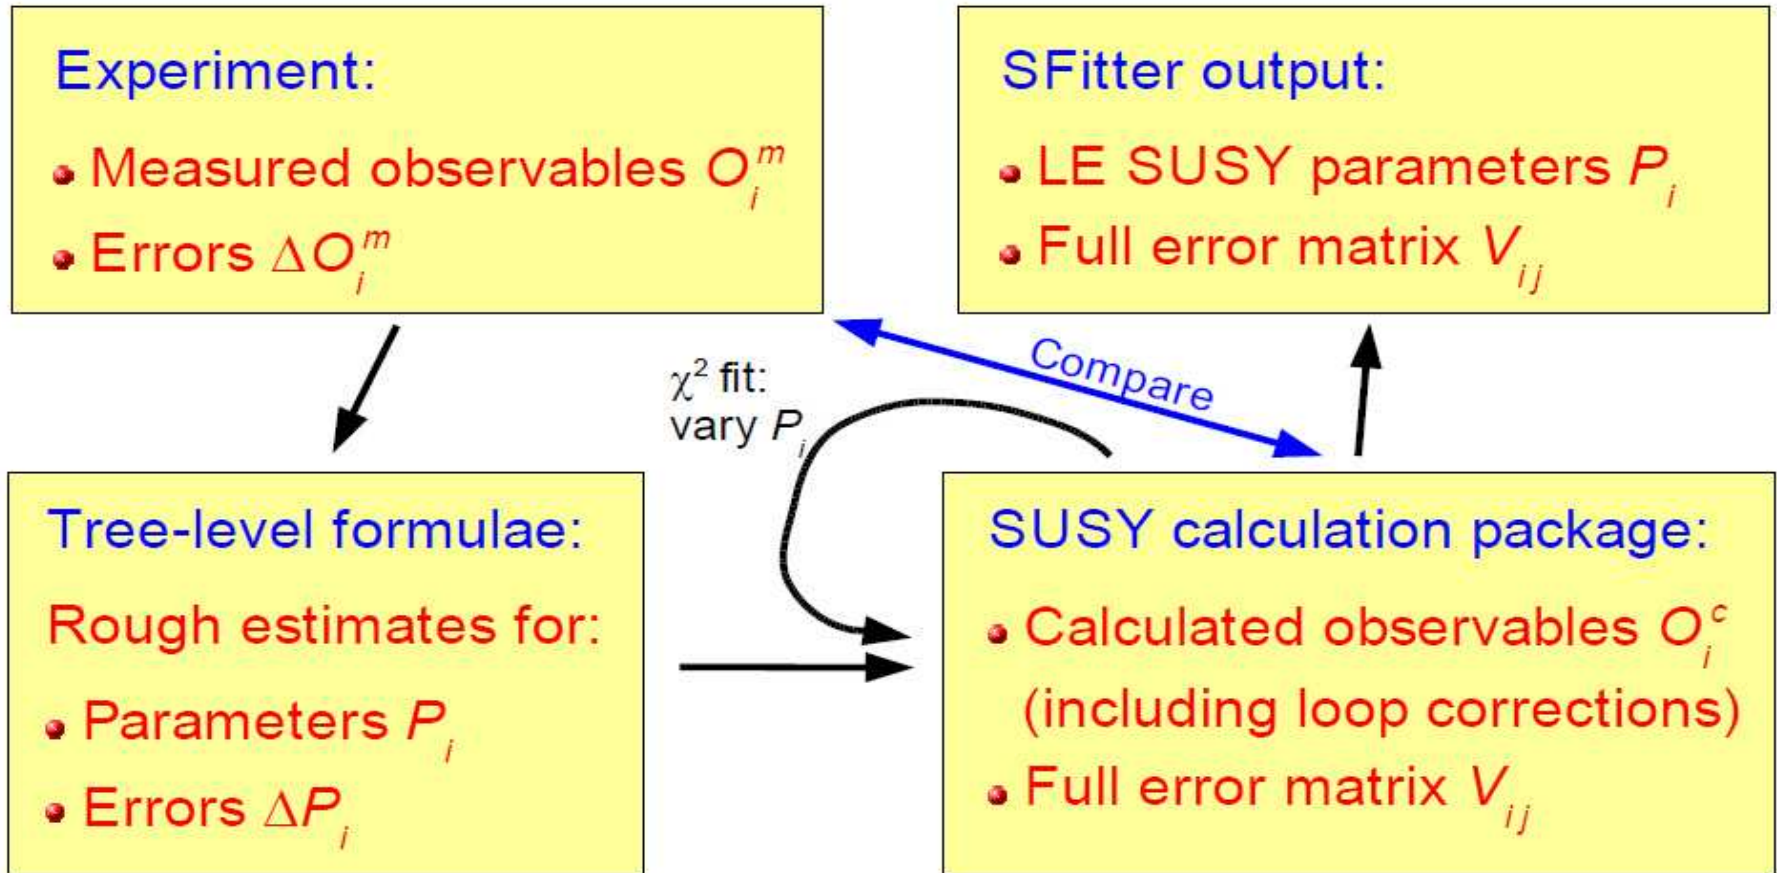 Experiment:
• Measured observables O_i^m
• Errors ΔO_i^m
SFitter output:
• LE SUSY parameters P_i
• Full error matrix V_ij
χ² fit:
vary P_i
Compare
Tree-level formulae:
Rough estimates for:
• Parameters P_i
• Errors ΔP_i
SUSY calculation package:
• Calculated observables O_i^c
(including loop corrections)
• Full error matrix V_ij